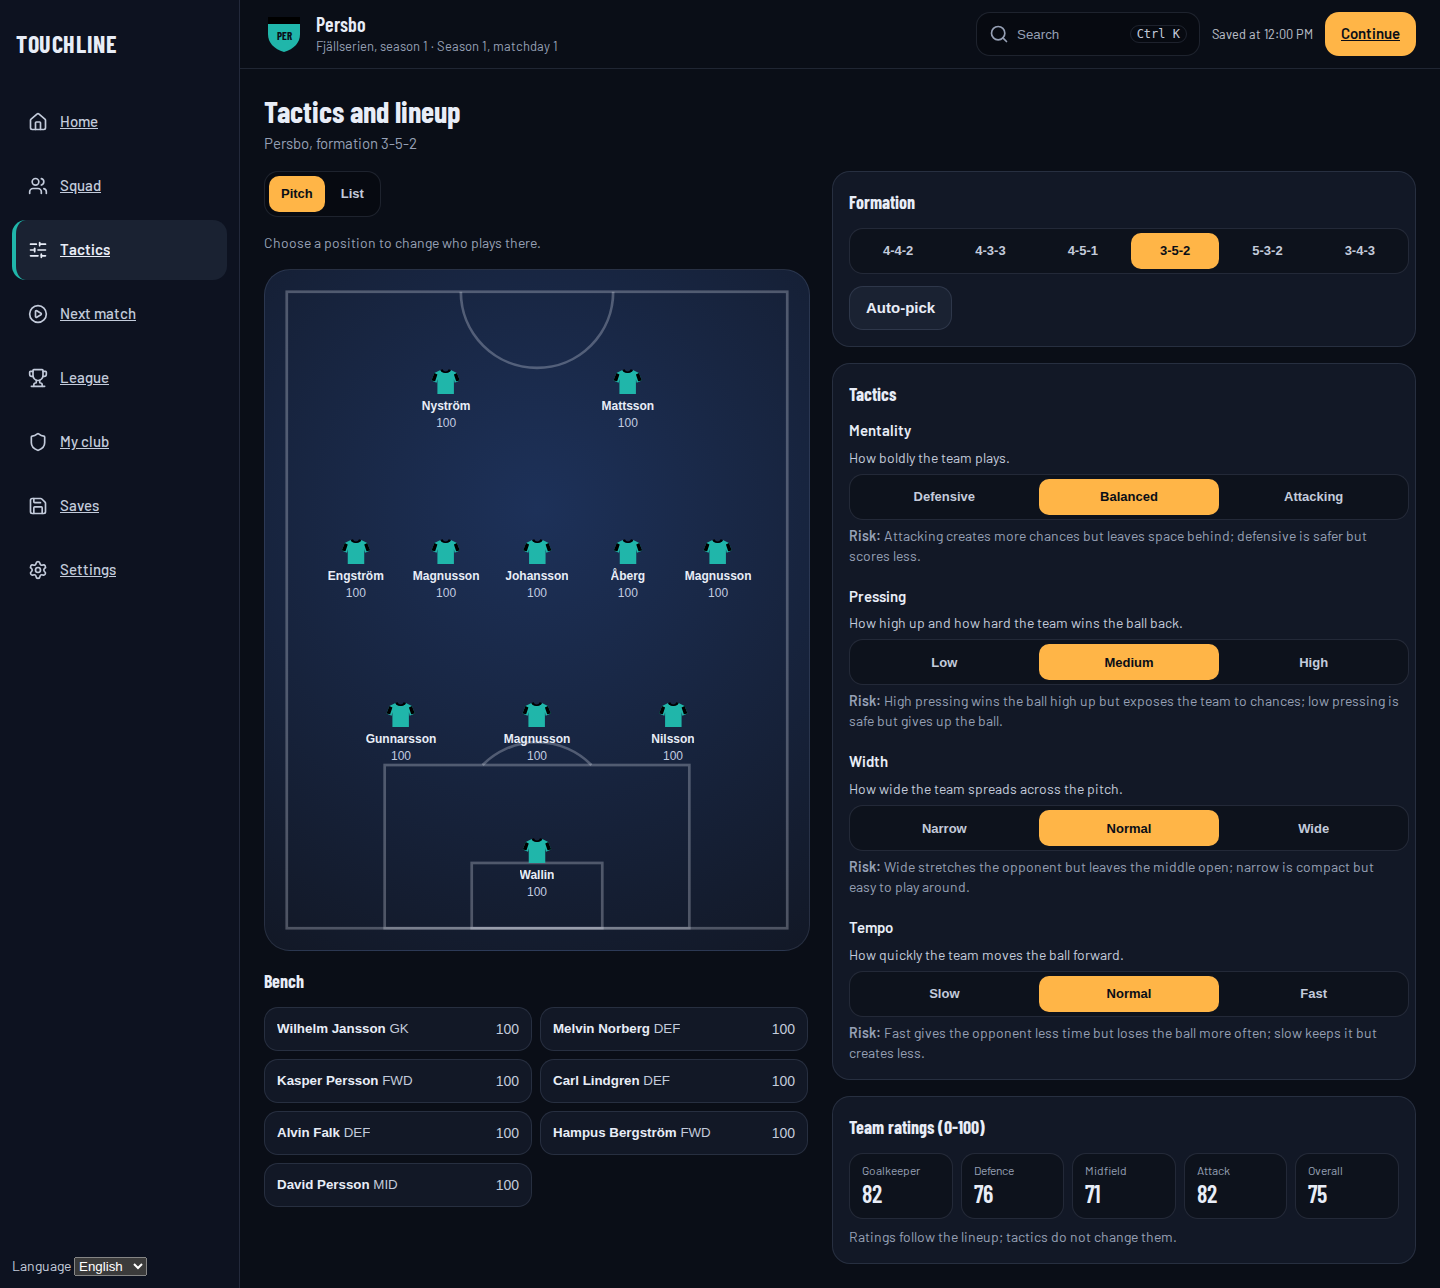 TOUCHLINE
Home
Squad
Tactics
Next match
League
My club
Saves
Settings
Language English
PER
Persbo
Fjällserien, season 1 · Season 1, matchday 1
Search Ctrl K
Saved at 12:00 PM
Continue
Tactics and lineup
Persbo, formation 3-5-2
Pitch List
Choose a position to change who plays there.
Nyström Mattsson
100 100
Engström Magnusson Johansson Åberg Magnusson
100 100 100 100 100
Gunnarsson Magnusson Nilsson
100 100 100
Wallin
100
Bench
Wilhelm Jansson GK 100
Melvin Norberg DEF 100
Kasper Persson FWD 100
Carl Lindgren DEF 100
Alvin Falk DEF 100
Hampus Bergström FWD 100
David Persson MID 100
Formation
4-4-2 4-3-3 4-5-1 3-5-2 5-3-2 3-4-3
Auto-pick
Tactics
Mentality
How boldly the team plays.
Defensive Balanced Attacking
Risk: Attacking creates more chances but leaves space behind; defensive is safer but
scores less.
Pressing
How high up and how hard the team wins the ball back.
Low Medium High
Risk: High pressing wins the ball high up but exposes the team to chances; low pressing is
safe but gives up the ball.
Width
How wide the team spreads across the pitch.
Narrow Normal Wide
Risk: Wide stretches the opponent but leaves the middle open; narrow is compact but
easy to play around.
Tempo
How quickly the team moves the ball forward.
Slow Normal Fast
Risk: Fast gives the opponent less time but loses the ball more often; slow keeps it but
creates less.
Team ratings (0-100)
Goalkeeper Defence Midfield Attack Overall
82 76 71 82 75
Ratings follow the lineup; tactics do not change them.